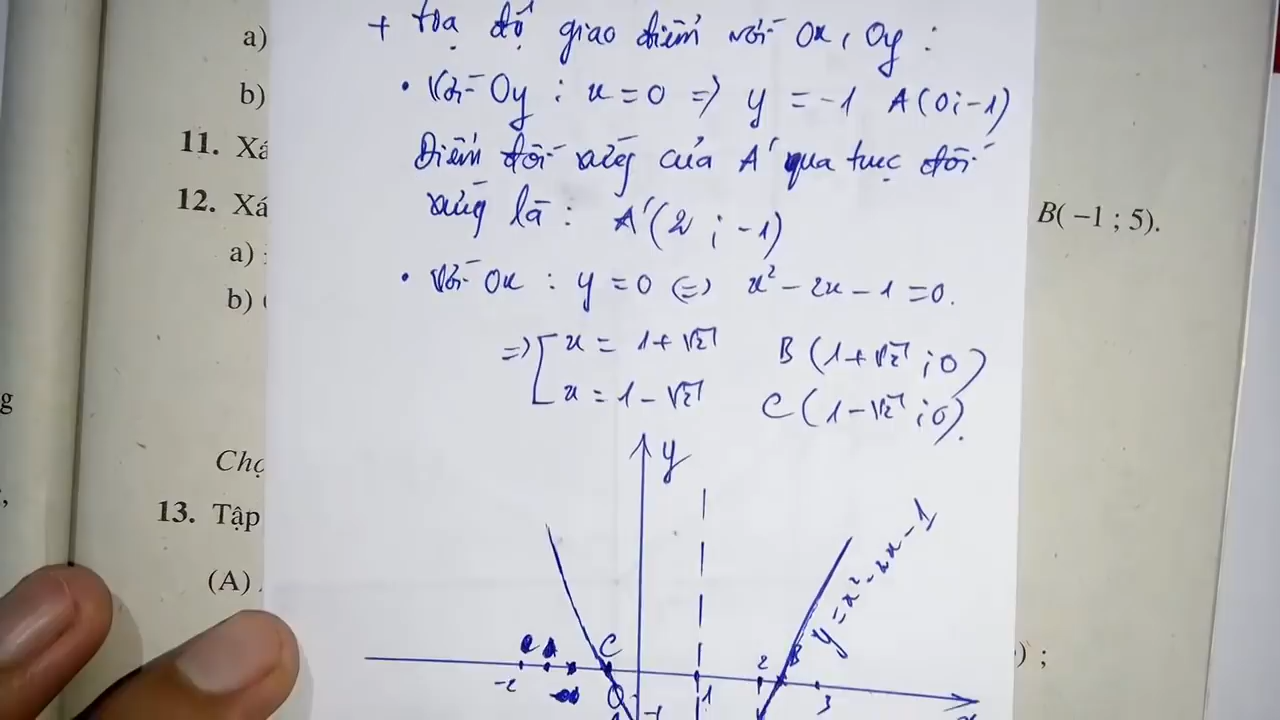 + toạ độ giao điểm với Ox, Oy :
a)
• Với Oy : x = 0 => y = -1 A(0;-1)
b)
11. Xá
Điểm đối xứng của A qua trục đối
12. Xá
xứng là : A'(2 ; -1)
B( −1 ; 5).
a)
• Với Ox : y = 0 <=> x² - 2x - 1 = 0.
b)
=> [ x = 1 + √2 B (1+√2 ; 0)
x = 1 - √2 C (1-√2 ; 0).
y
Chọ
13. Tập
y = x² - 2x - 1
(A)
C 2 B
) ;
-2 O 1 3
-1
g